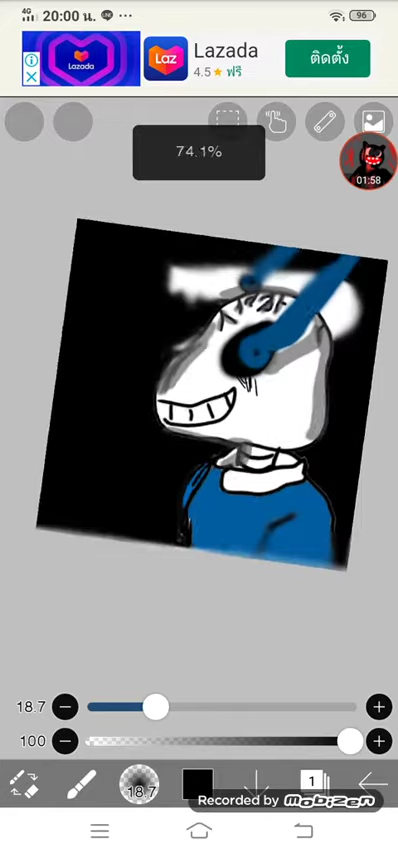 4G 20:00 น. 96
Lazada
Laz
Lazada
4.5 ★ ฟรี
ติดตั้ง
74.1%
01:58
18.7
100
18.7
1
Recorded by mobizen